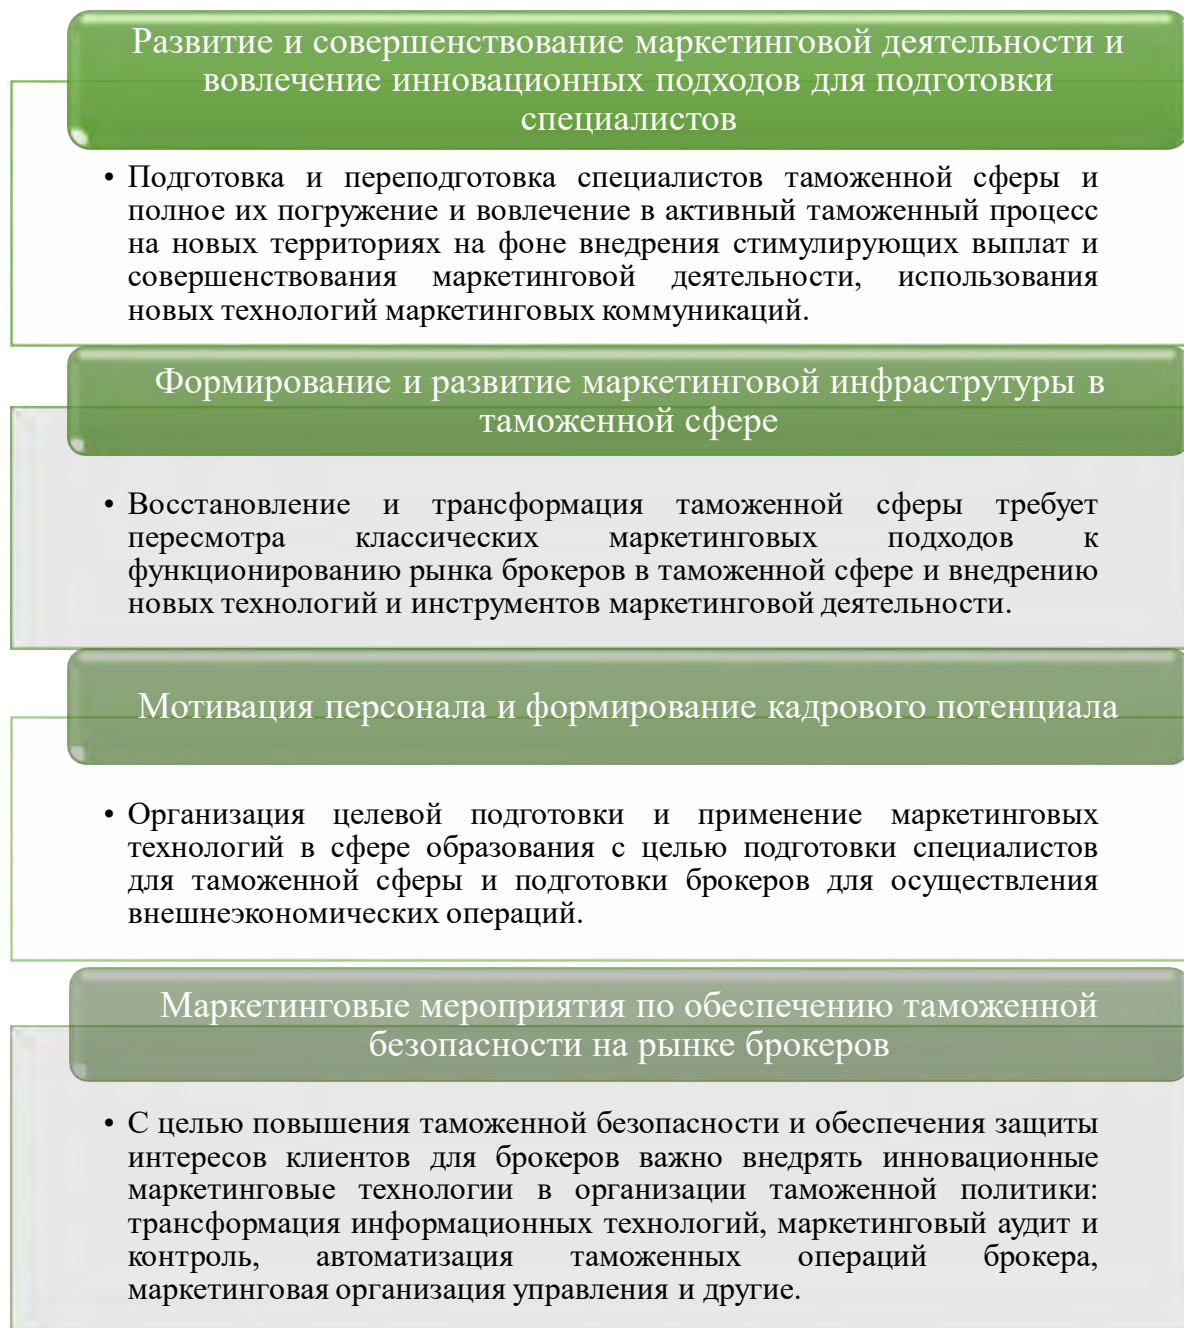 Развитие и совершенствование маркетинговой деятельности и
вовлечение инновационных подходов для подготовки
специалистов
• Подготовка и переподготовка специалистов таможенной сферы и
полное их погружение и вовлечение в активный таможенный процесс
на новых территориях на фоне внедрения стимулирующих выплат и
совершенствования маркетинговой деятельности, использования
новых технологий маркетинговых коммуникаций.
Формирование и развитие маркетинговой инфраструтуры в
таможенной сфере
• Восстановление и трансформация таможенной сферы требует
пересмотра классических маркетинговых подходов к
функционированию рынка брокеров в таможенной сфере и внедрению
новых технологий и инструментов маркетинговой деятельности.
Мотивация персонала и формирование кадрового потенциала
• Организация целевой подготовки и применение маркетинговых
технологий в сфере образования с целью подготовки специалистов
для таможенной сферы и подготовки брокеров для осуществления
внешнеэкономических операций.
Маркетинговые мероприятия по обеспечению таможенной
безопасности на рынке брокеров
• С целью повышения таможенной безопасности и обеспечения защиты
интересов клиентов для брокеров важно внедрять инновационные
маркетинговые технологии в организации таможенной политики:
трансформация информационных технологий, маркетинговый аудит и
контроль, автоматизация таможенных операций брокера,
маркетинговая организация управления и другие.